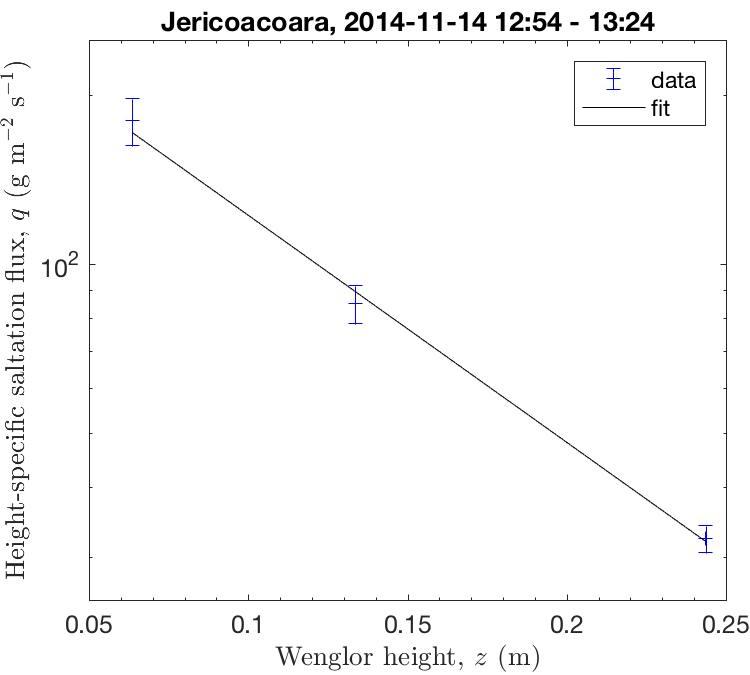 Jericoacoara, 2014-11-14 12:54 - 13:24
data
fit
Height-specific saltation flux, q (g m⁻² s⁻¹)
10²
0.05 0.1 0.15 0.2 0.25
Wenglor height, z (m)